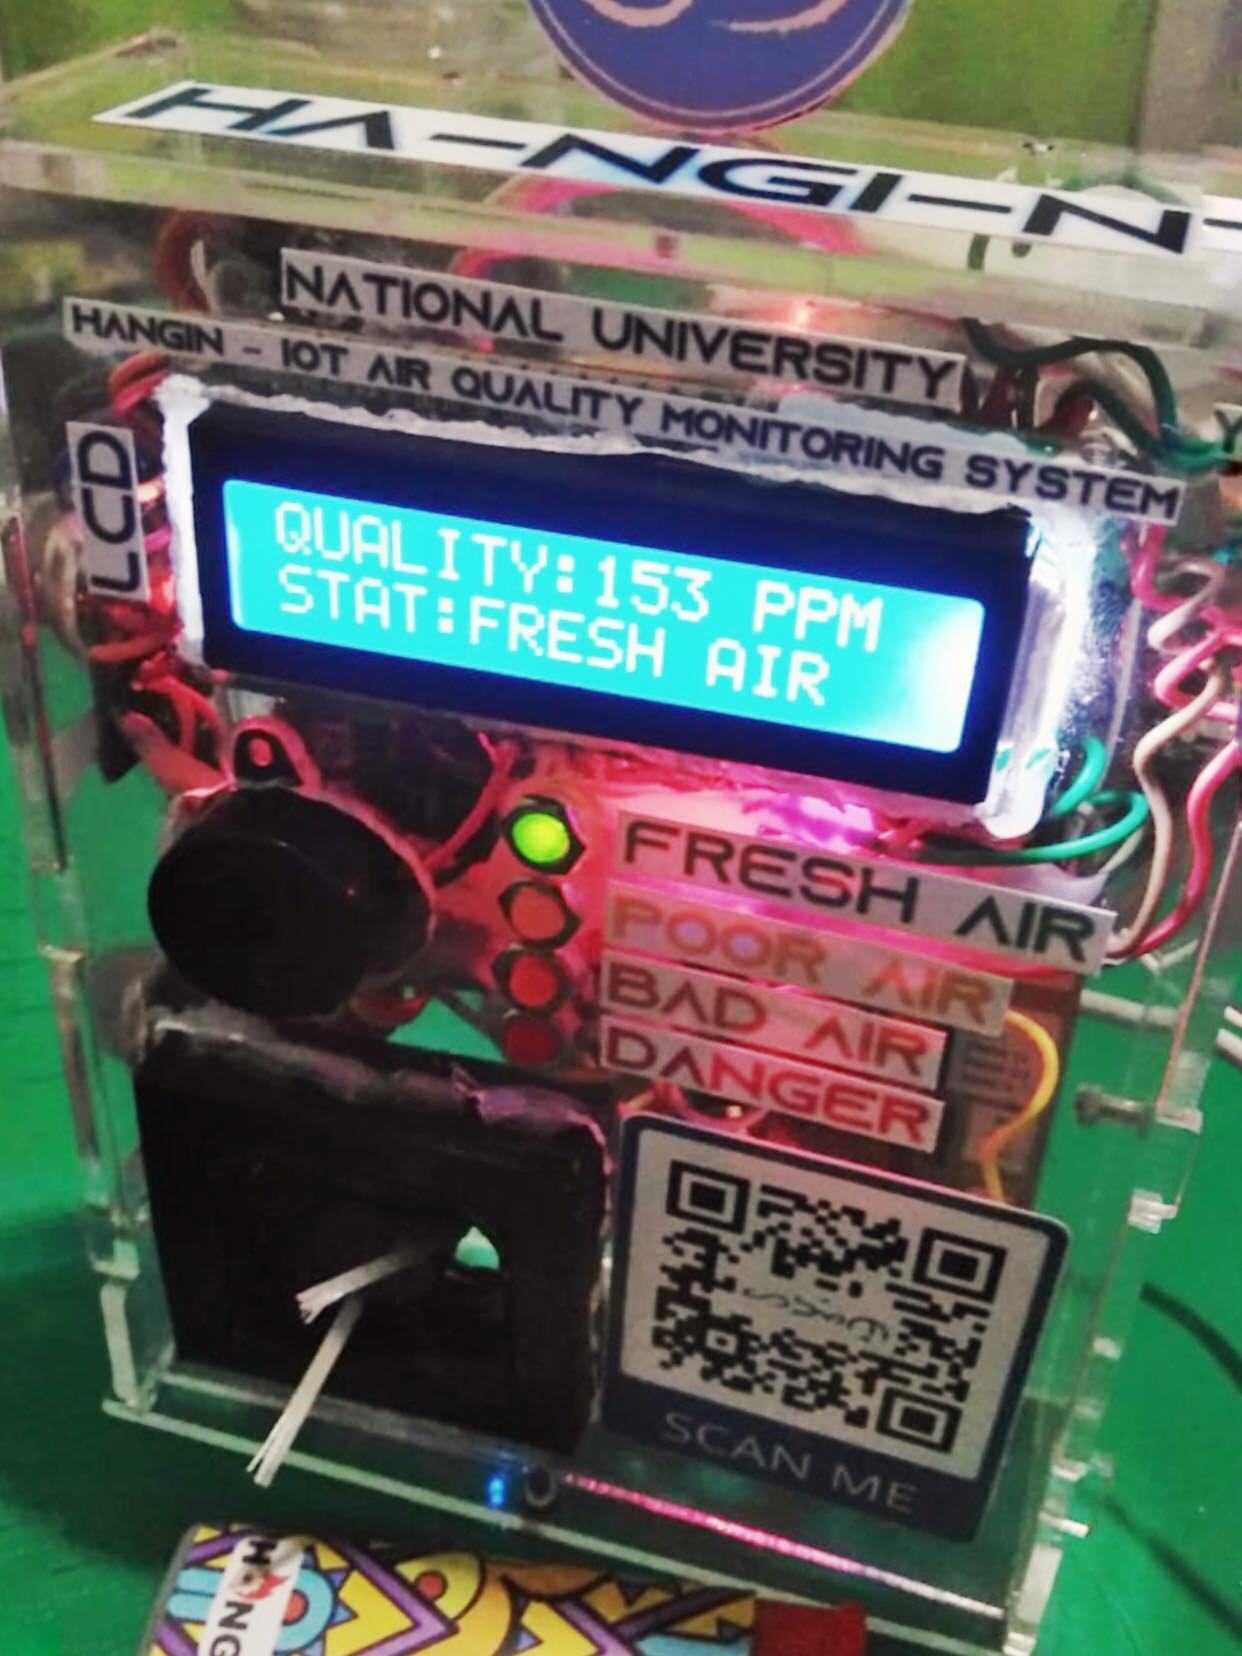 HA-NGI-N-
NATIONAL UNIVERSITY
HANGIN - IOT AIR QUALITY MONITORING SYSTEM
LCD
QUALITY:153 PPM
STAT:FRESH AIR
FRESH AIR
POOR AIR
BAD AIR
DANGER
SCAN ME
HANG